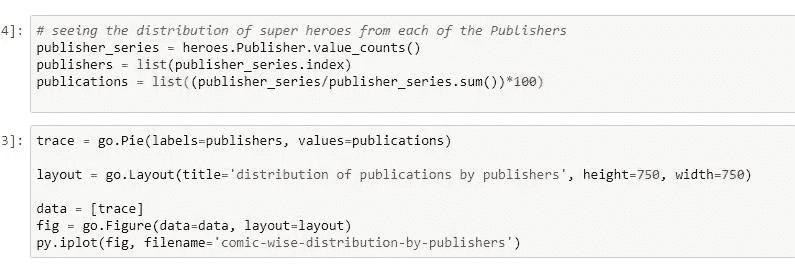 4]: # seeing the distribution of super heroes from each of the Publishers
publisher_series = heroes.Publisher.value_counts()
publishers = list(publisher_series.index)
publications = list((publisher_series/publisher_series.sum())*100)
3]: trace = go.Pie(labels=publishers, values=publications)
layout = go.Layout(title='distribution of publications by publishers', height=750, width=750)
data = [trace]
fig = go.Figure(data=data, layout=layout)
py.iplot(fig, filename='comic-wise-distribution-by-publishers')